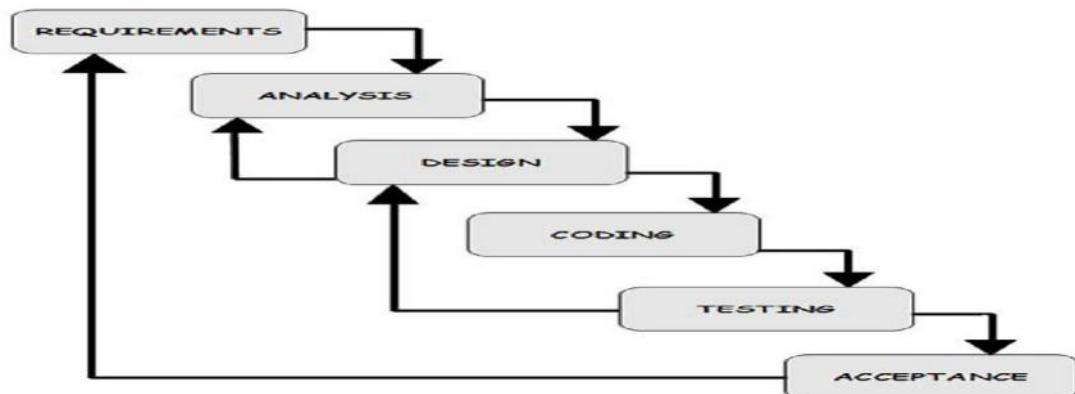 REQUIREMENTS
ANALYSIS
DESIGN
CODING
TESTING
ACCEPTANCE